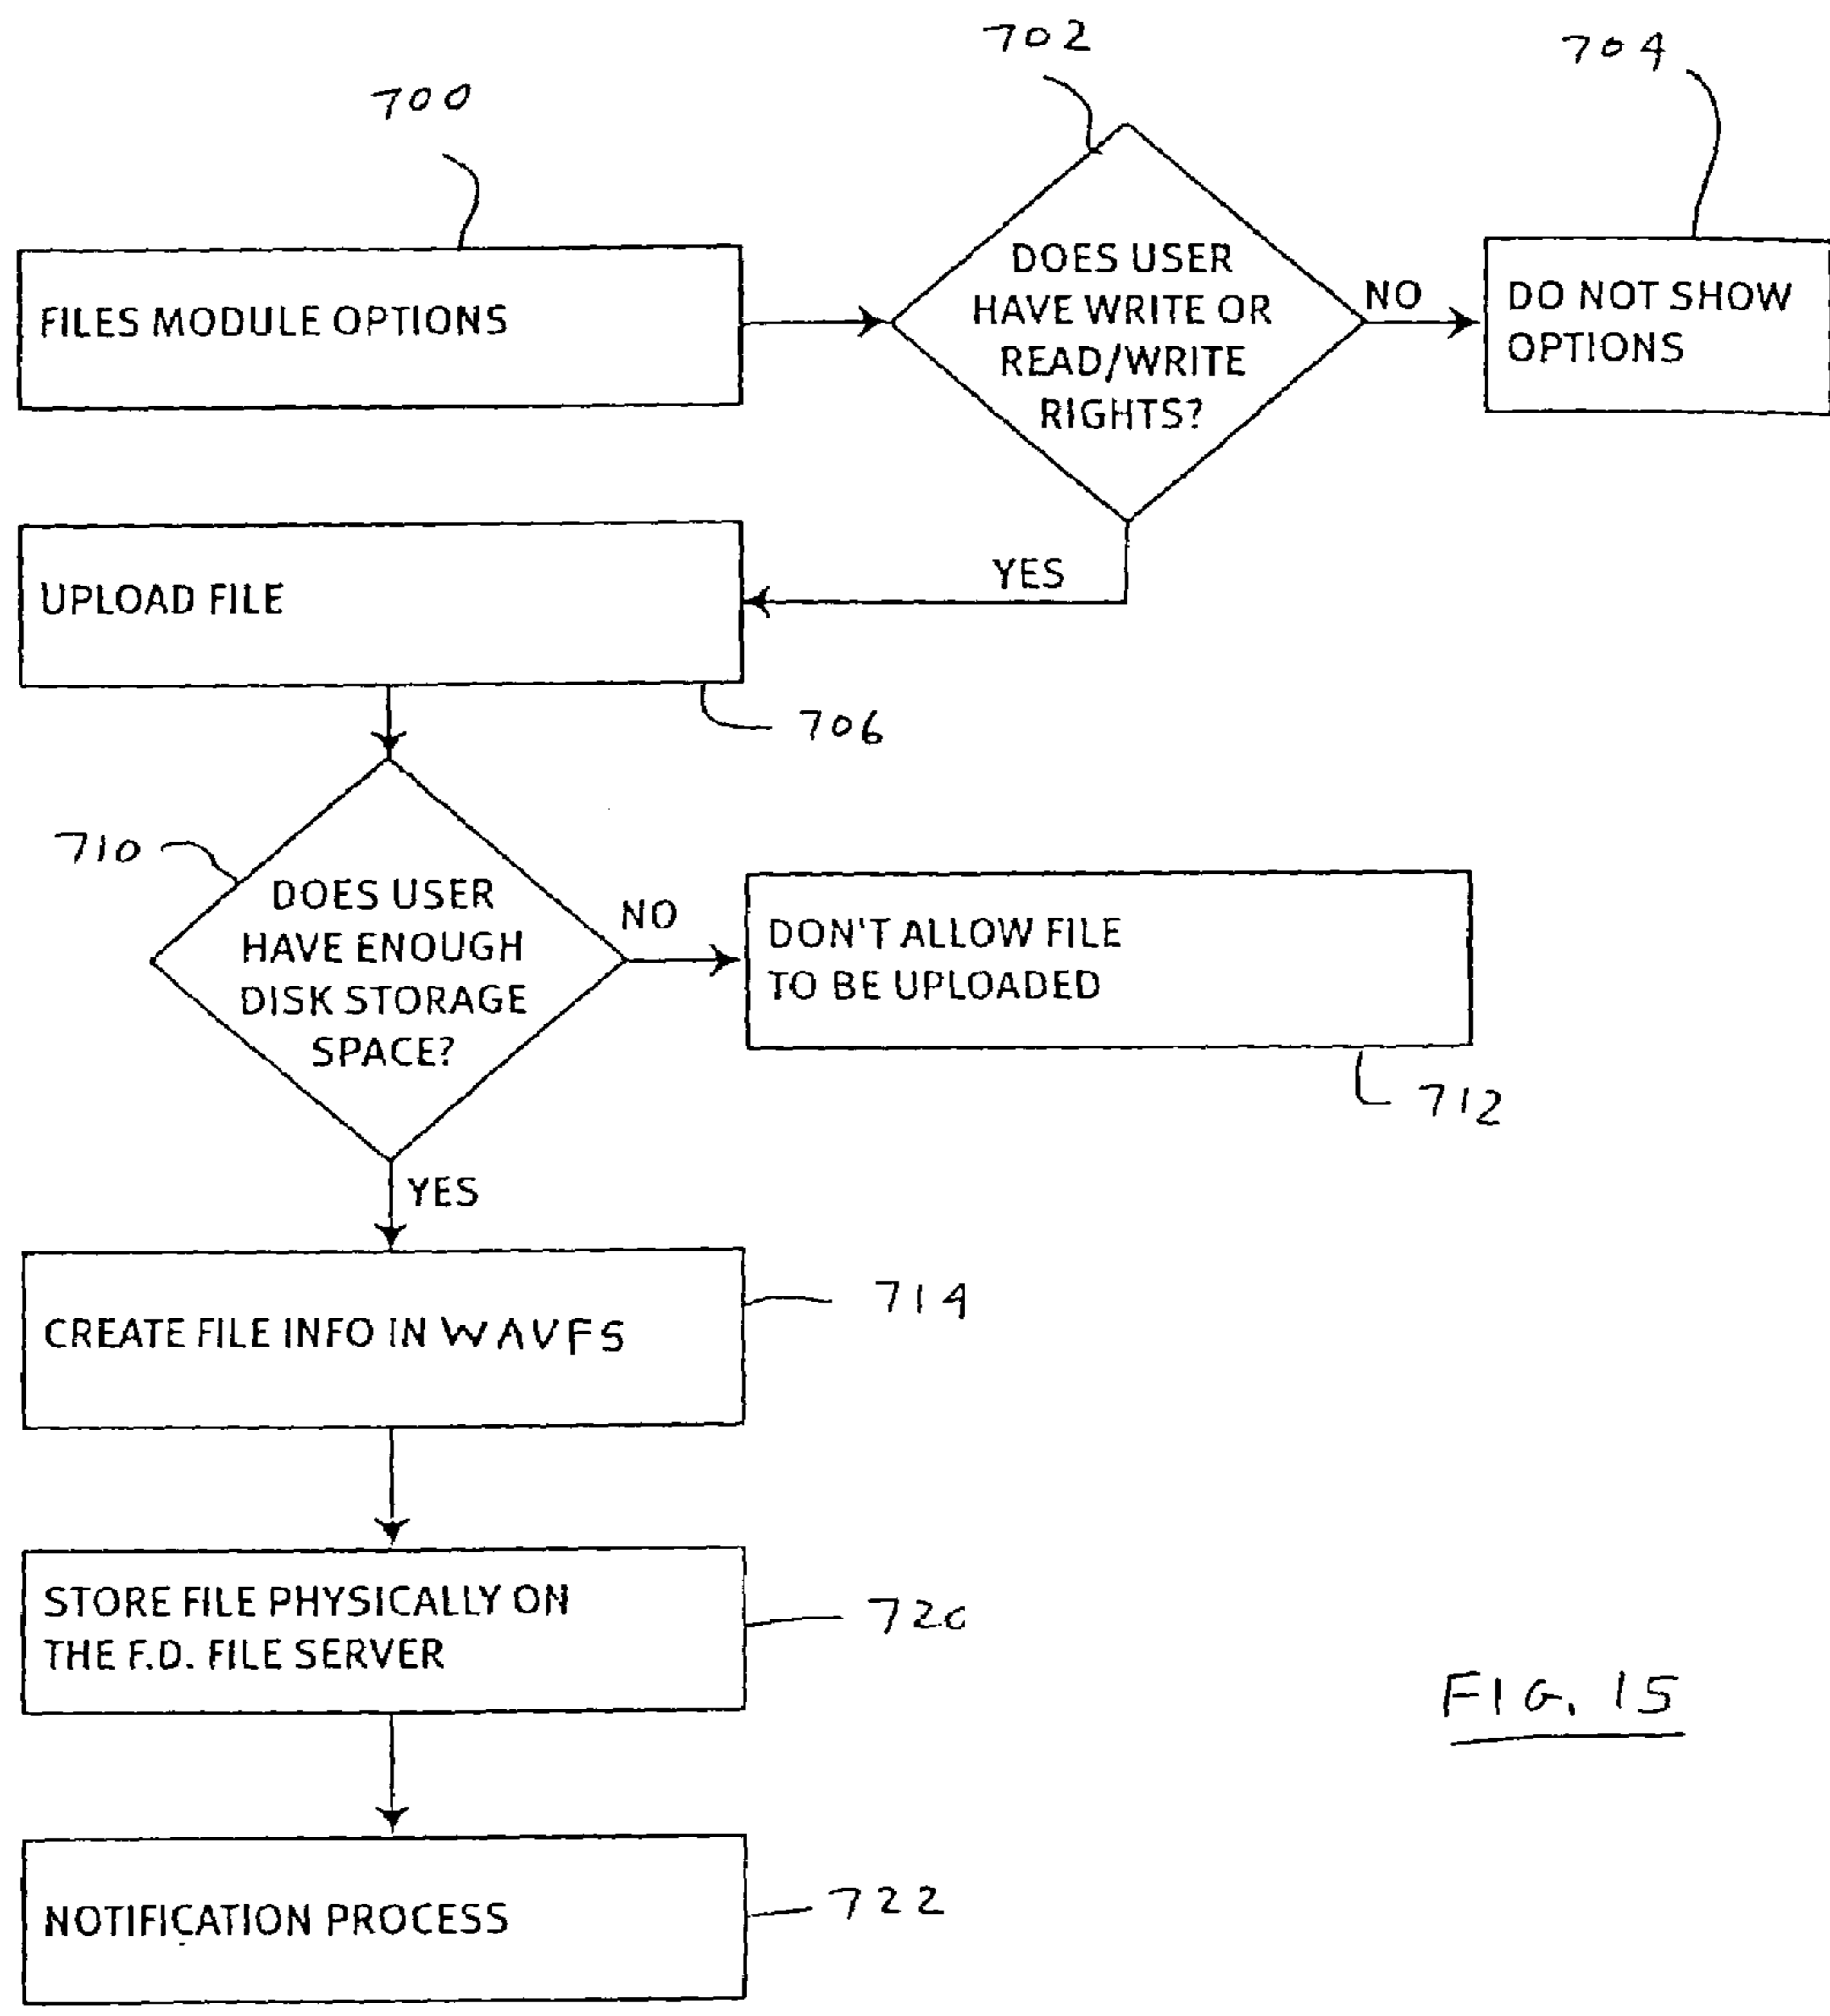 700
702
704
FILES MODULE OPTIONS
DOES USER
HAVE WRITE OR
READ/WRITE
RIGHTS?
NO
DO NOT SHOW
OPTIONS
YES
UPLOAD FILE
706
710
DOES USER
HAVE ENOUGH
DISK STORAGE
SPACE?
NO
DON'T ALLOW FILE
TO BE UPLOADED
712
YES
CREATE FILE INFO IN WAVFS
714
STORE FILE PHYSICALLY ON
THE F.D. FILE SERVER
720
NOTIFICATION PROCESS
722
FIG. 15